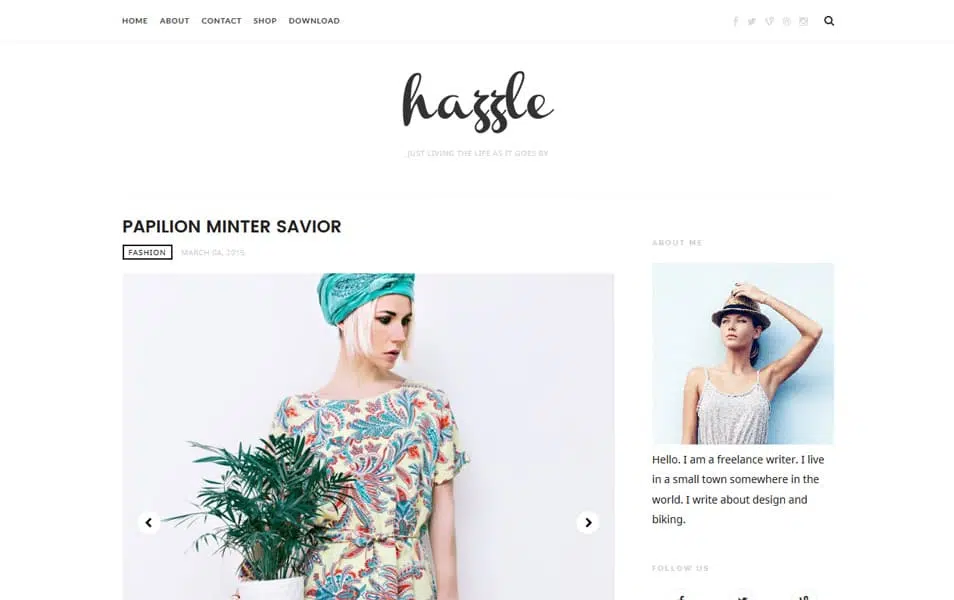 HOME ABOUT CONTACT SHOP DOWNLOAD
hazzle
JUST LIVING THE LIFE AS IT GOES BY
PAPILION MINTER SAVIOR
FASHION MARCH 04, 2015
ABOUT ME
Hello. I am a freelance writer. I live
in a small town somewhere in the
world. I write about design and
biking.
FOLLOW US